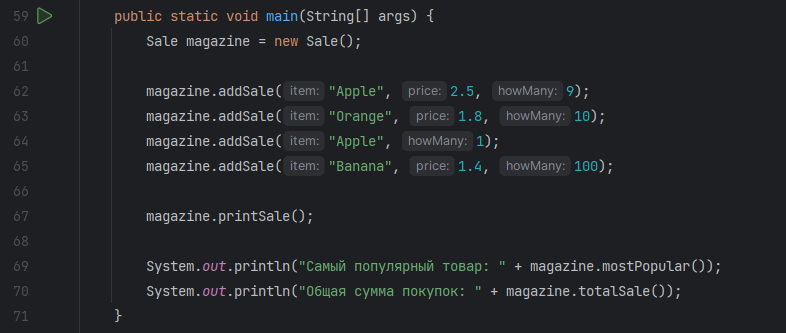 59 public static void main(String[] args) {
60 Sale magazine = new Sale();
61
62 magazine.addSale( item: "Apple", price: 2.5, howMany: 9);
63 magazine.addSale( item: "Orange", price: 1.8, howMany: 10);
64 magazine.addSale( item: "Apple", howMany: 1);
65 magazine.addSale( item: "Banana", price: 1.4, howMany: 100);
66
67 magazine.printSale();
68
69 System.out.println("Самый популярный товар: " + magazine.mostPopular());
70 System.out.println("Общая сумма покупок: " + magazine.totalSale());
71 }